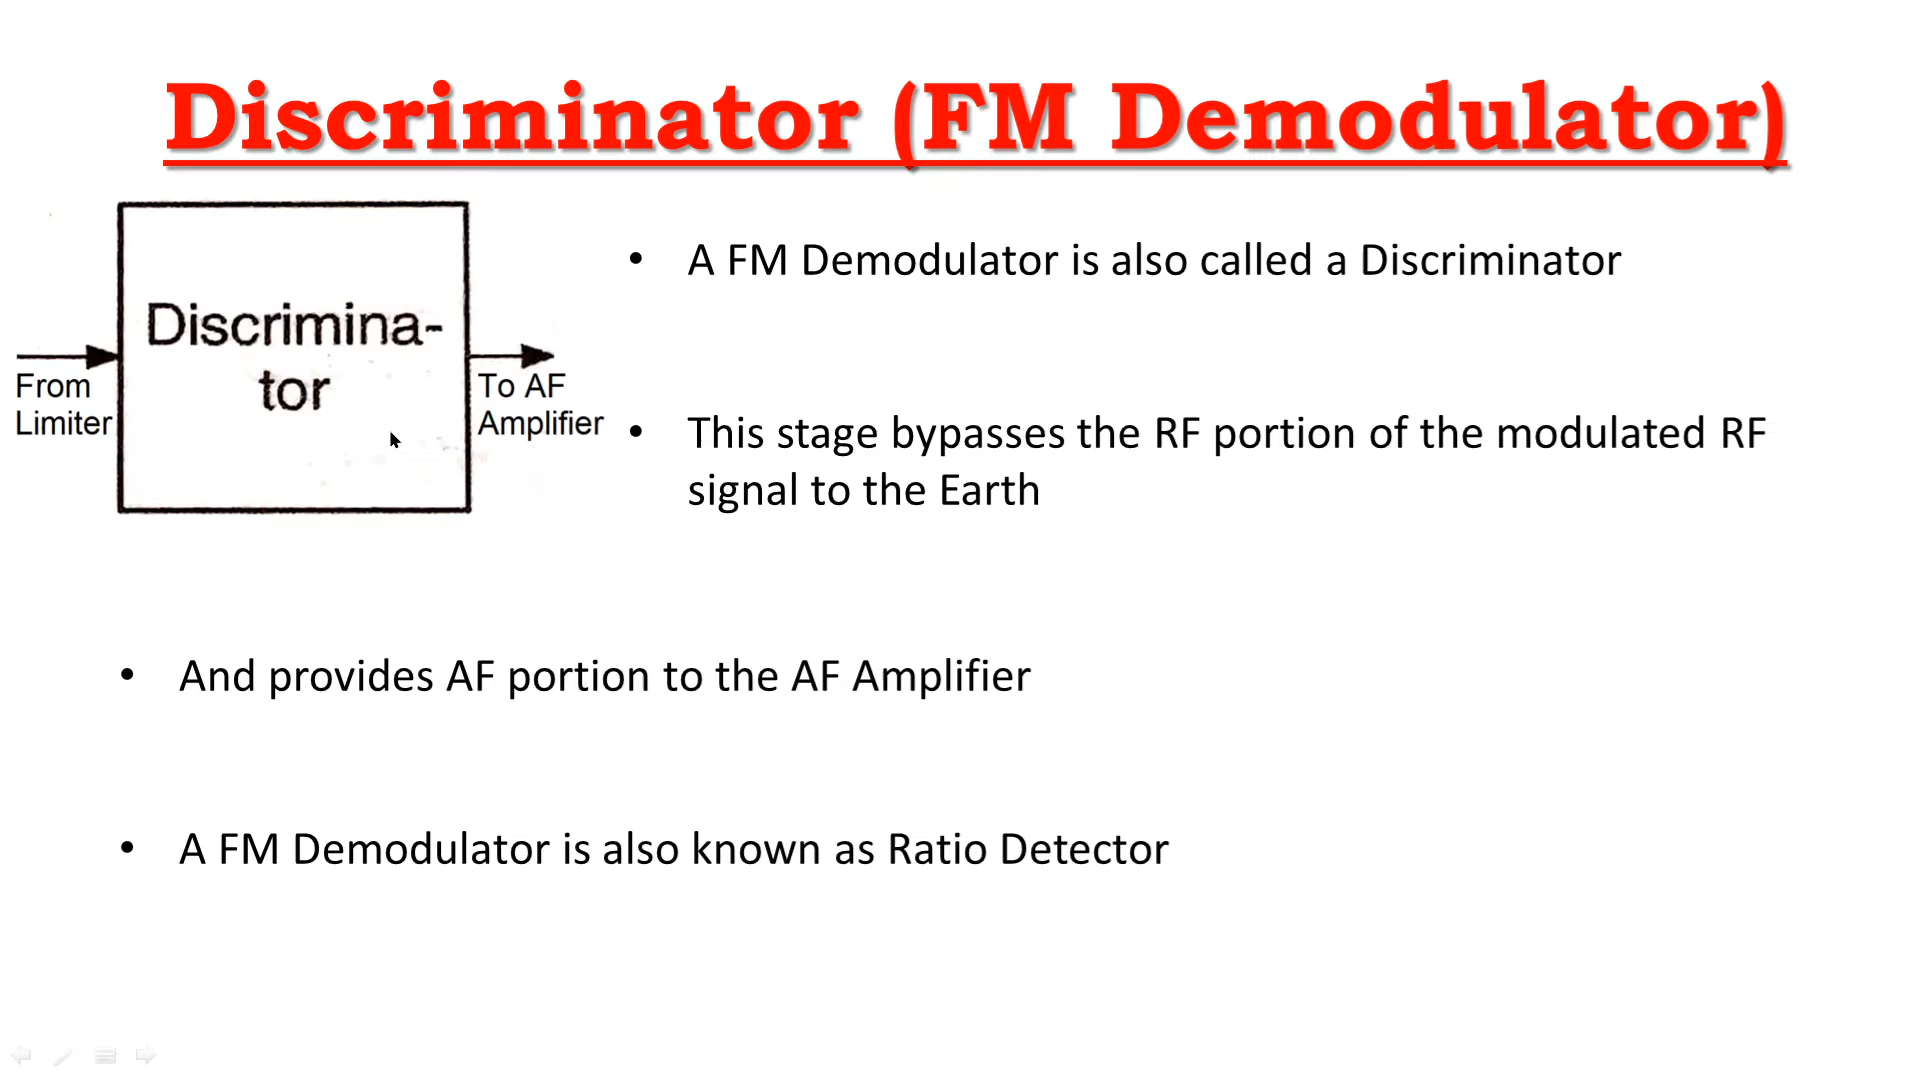 Discriminator (FM Demodulator)
Discrimina-
tor
From
Limiter
To AF
Amplifier
• A FM Demodulator is also called a Discriminator
• This stage bypasses the RF portion of the modulated RF
signal to the Earth
• And provides AF portion to the AF Amplifier
• A FM Demodulator is also known as Ratio Detector